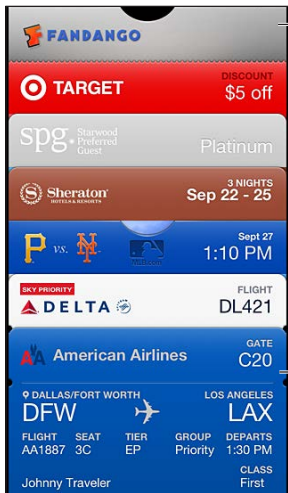 FANDANGO
TARGET
DISCOUNT
$5 off
spg Starwood
Preferred
Guest
Platinum
Sheraton
HOTELS & RESORTS
3 NIGHTS
Sep 22 - 25
P vs. NY
Sept 27
1:10 PM
SKY PRIORITY
DELTA
FLIGHT
DL421
AA American Airlines
GATE
C20
DALLAS/FORT WORTH LOS ANGELES
DFW LAX
FLIGHT SEAT TIER GROUP DEPARTS
AA1887 3C EP Priority 1:30 PM
CLASS
Johnny Traveler First